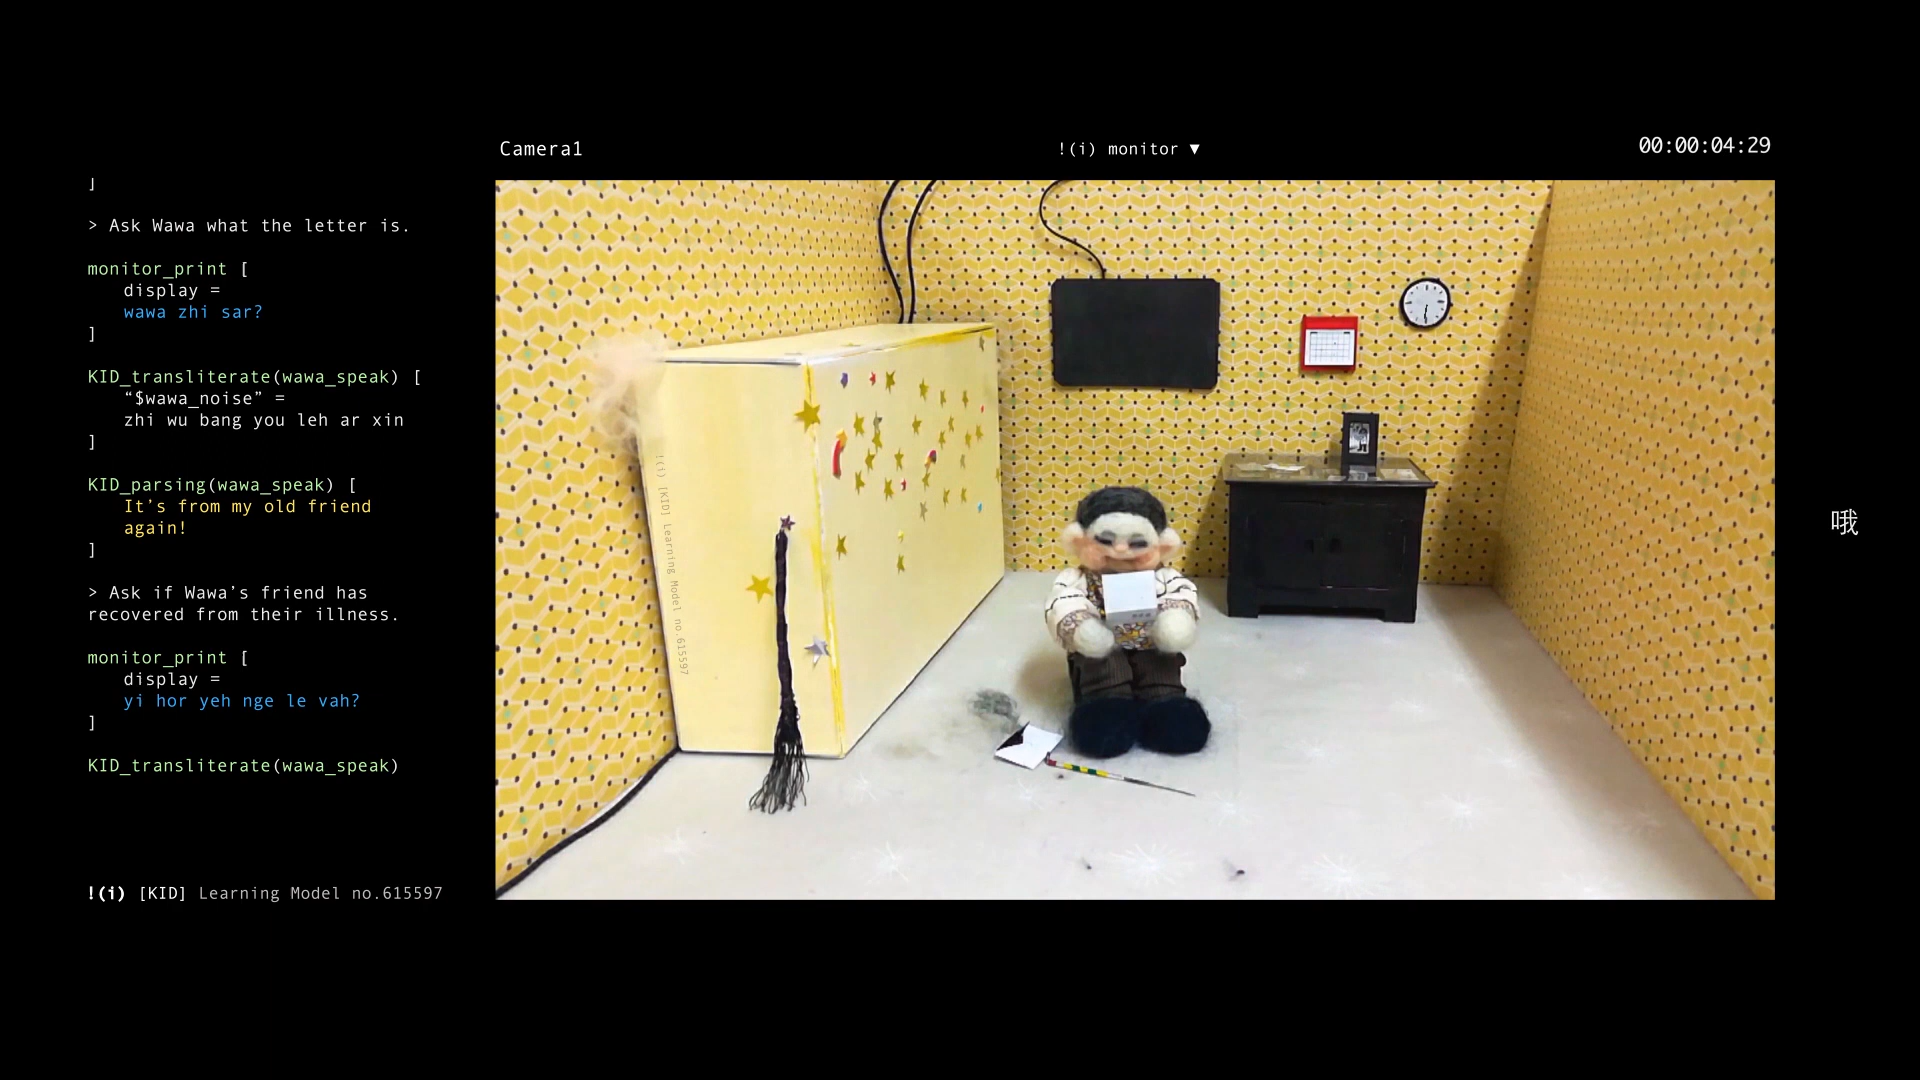 Camera1
!(i) monitor ▼
00:00:04:29
]
> Ask Wawa what the letter is.
monitor_print [
display =
wawa zhi sar?
]
KID_transliterate(wawa_speak) [
“$wawa_noise” =
zhi wu bang you leh ar xin
]
KID_parsing(wawa_speak) [
It’s from my old friend
again!
]
> Ask if Wawa’s friend has
recovered from their illness.
monitor_print [
display =
yi hor yeh nge le vah?
]
KID_transliterate(wawa_speak)
!(i) [KID] Learning Model no.615597
!(i) [KID] Learning Model no.615597
哦